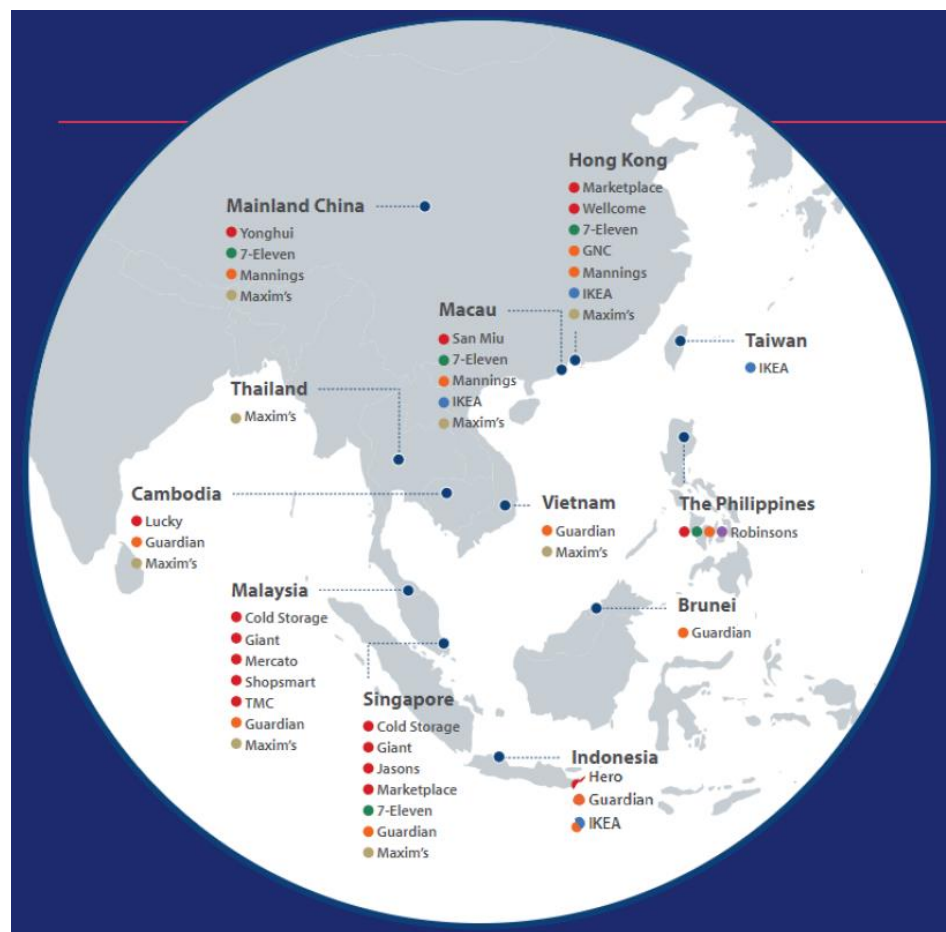 Hong Kong
Marketplace
Wellcome
7-Eleven
GNC
Mannings
IKEA
Maxim's
Mainland China
Yonghui
7-Eleven
Mannings
Maxim's
Macau
San Miu
7-Eleven
Mannings
IKEA
Maxim's
Taiwan
IKEA
Thailand
Maxim's
Cambodia
Lucky
Guardian
Maxim's
Vietnam
Guardian
Maxim's
The Philippines
Robinsons
Malaysia
Cold Storage
Giant
Mercato
Shopsmart
TMC
Guardian
Maxim's
Brunei
Guardian
Singapore
Cold Storage
Giant
Jasons
Marketplace
7-Eleven
Guardian
Maxim's
Indonesia
Hero
Guardian
IKEA